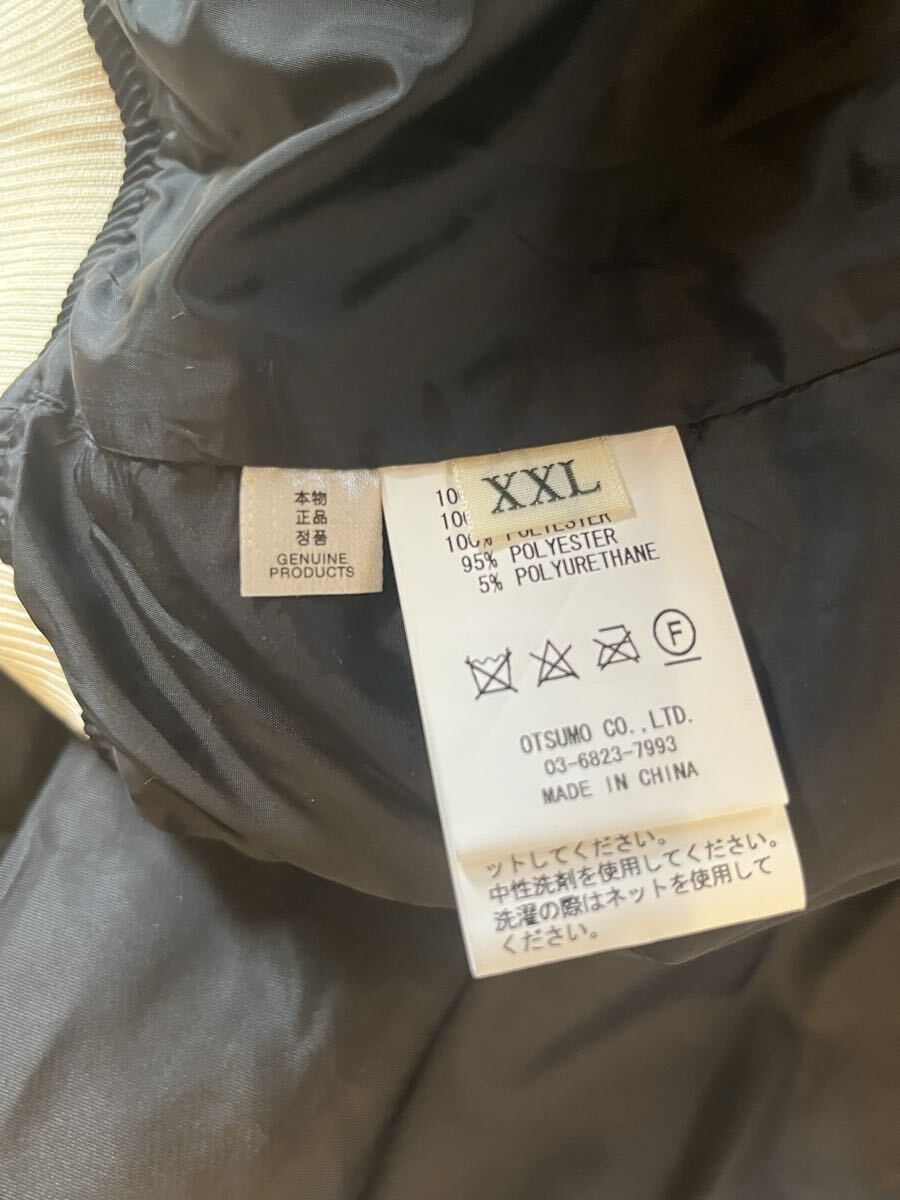 本物
正品
정품
GENUINE
PRODUCTS
XXL
100% POLYESTER
95% POLYESTER
5% POLYURETHANE
F
OTSUMO CO.,LTD.
03-6823-7993
MADE IN CHINA
ットしてください。
中性洗剤を使用してください。
洗濯の際はネットを使用して
ください。